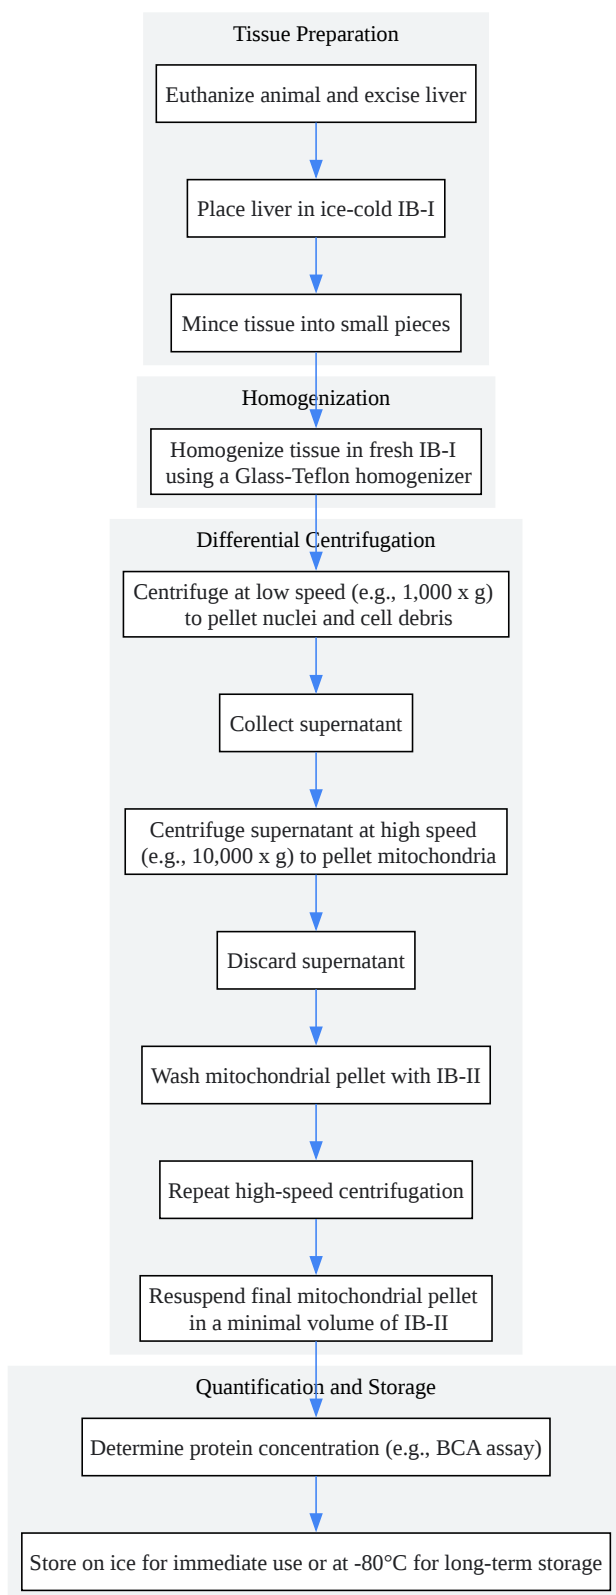 Tissue Preparation
Euthanize animal and excise liver
Place liver in ice-cold IB-I
Mince tissue into small pieces
Homogenization
Homogenize tissue in fresh IB-I
using a Glass-Teflon homogenizer
Differential Centrifugation
Centrifuge at low speed (e.g., 1,000 x g)
to pellet nuclei and cell debris
Collect supernatant
Centrifuge supernatant at high speed
(e.g., 10,000 x g) to pellet mitochondria
Discard supernatant
Wash mitochondrial pellet with IB-II
Repeat high-speed centrifugation
Resuspend final mitochondrial pellet
in a minimal volume of IB-II
Quantification and Storage
Determine protein concentration (e.g., BCA assay)
Store on ice for immediate use or at -80°C for long-term storage